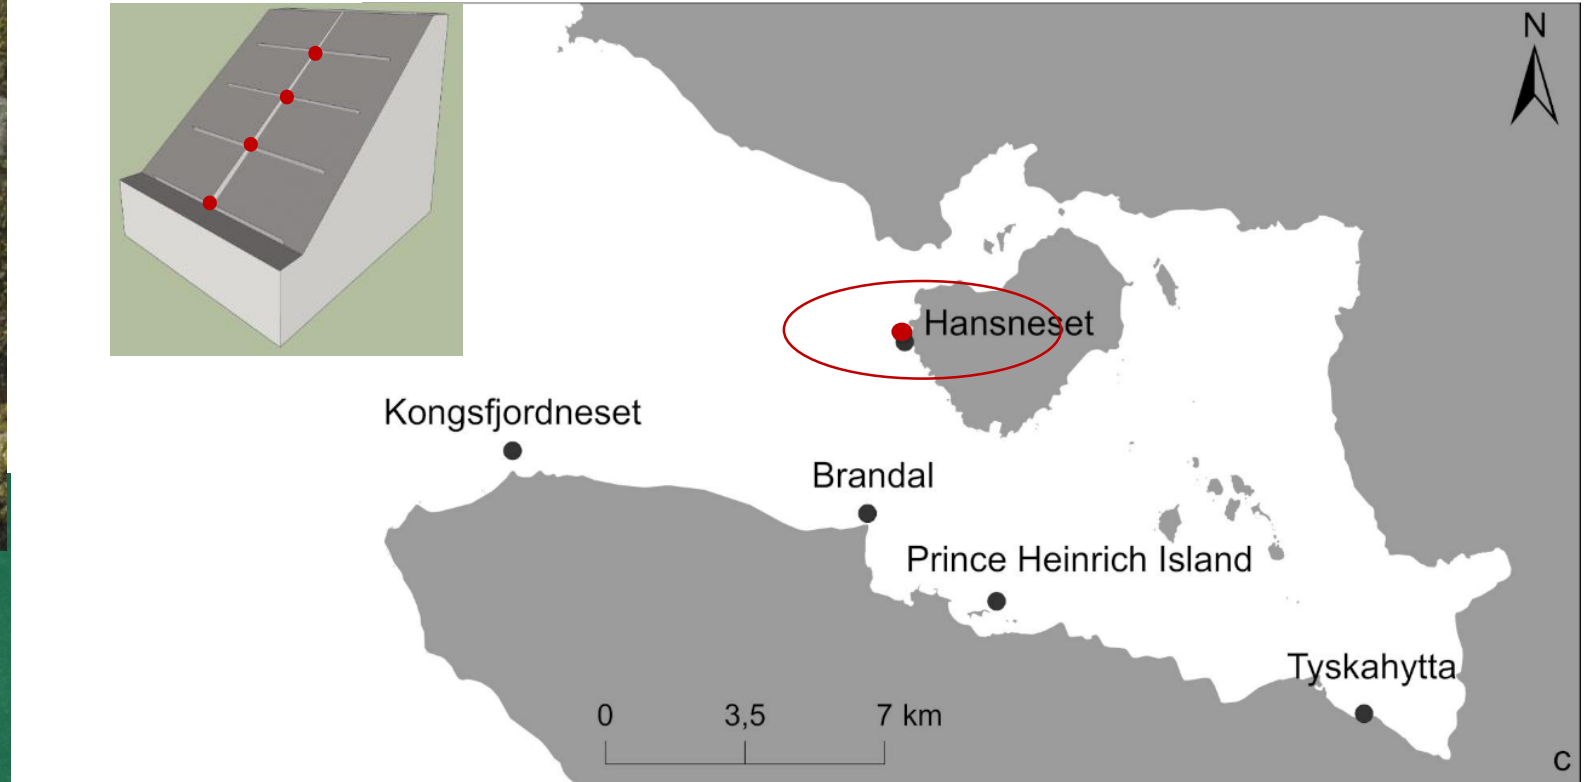 N
Hansneset
Kongsfjordneset
Brandal
Prince Heinrich Island
Tyskahytta
0 3,5 7 km
c